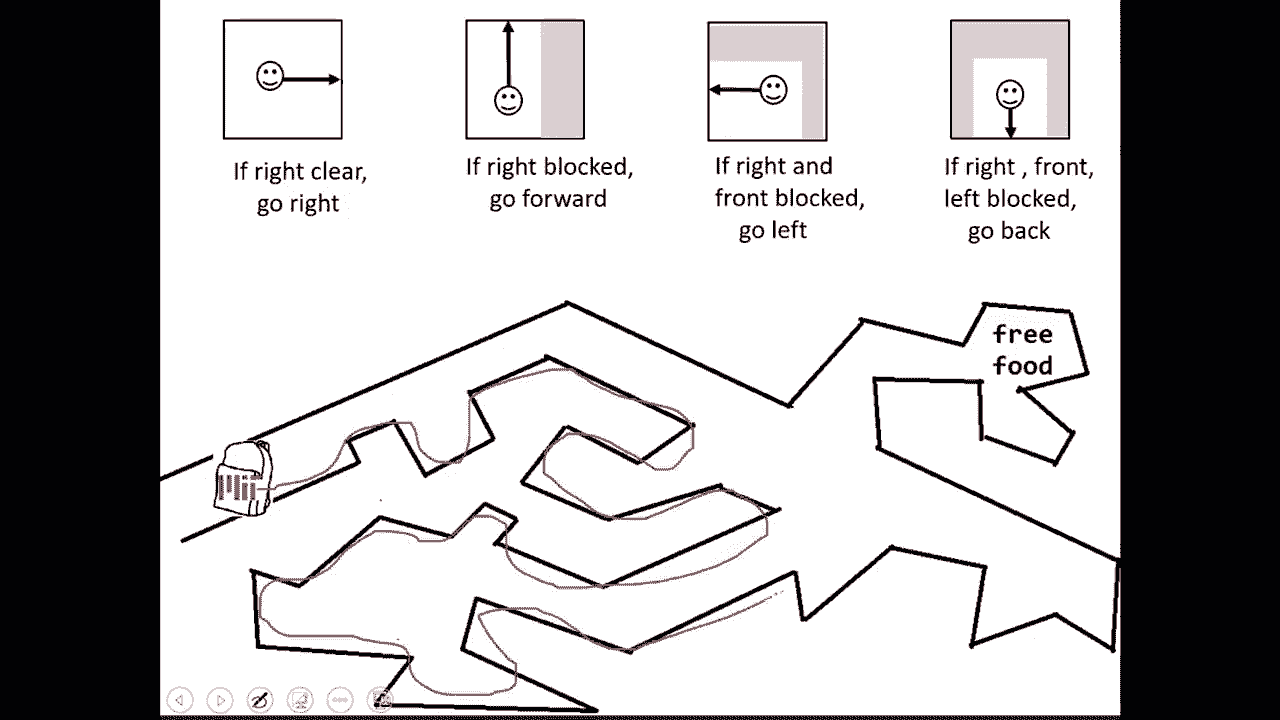 If right clear,
go right
If right blocked,
go forward
If right and
front blocked,
go left
If right , front,
left blocked,
go back
free
food
MiT